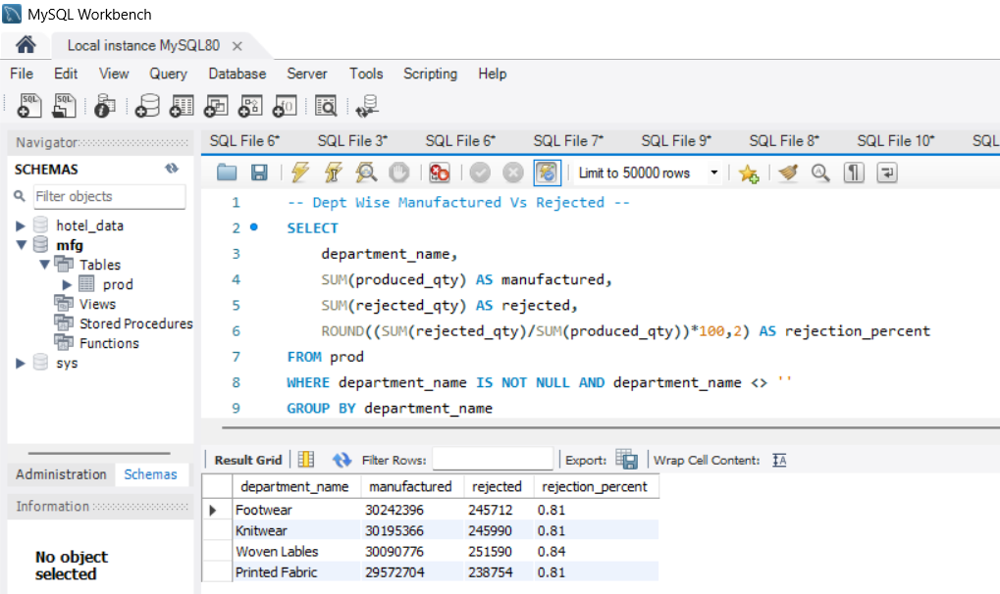 MySQL Workbench
Local instance MySQL80
File Edit View Query Database Server Tools Scripting Help
Navigator
SCHEMAS
Filter objects
hotel_data
mfg
Tables
prod
Views
Stored Procedures
Functions
sys
Administration Schemas
Information
No object
selected
SQL File 6* SQL File 3* SQL File 6* SQL File 7* SQL File 9* SQL File 8* SQL File 10* SQL
Limit to 50000 rows
1 -- Dept Wise Manufactured Vs Rejected --
2 SELECT
3 department_name,
4 SUM(produced_qty) AS manufactured,
5 SUM(rejected_qty) AS rejected,
6 ROUND((SUM(rejected_qty)/SUM(produced_qty))*100,2) AS rejection_percent
7 FROM prod
8 WHERE department_name IS NOT NULL AND department_name <> ''
9 GROUP BY department_name
Result Grid Filter Rows: Export: Wrap Cell Content:
department_name manufactured rejected rejection_percent
Footwear 30242396 245712 0.81
Knitwear 30195366 245990 0.81
Woven Lables 30090776 251590 0.84
Printed Fabric 29572704 238754 0.81